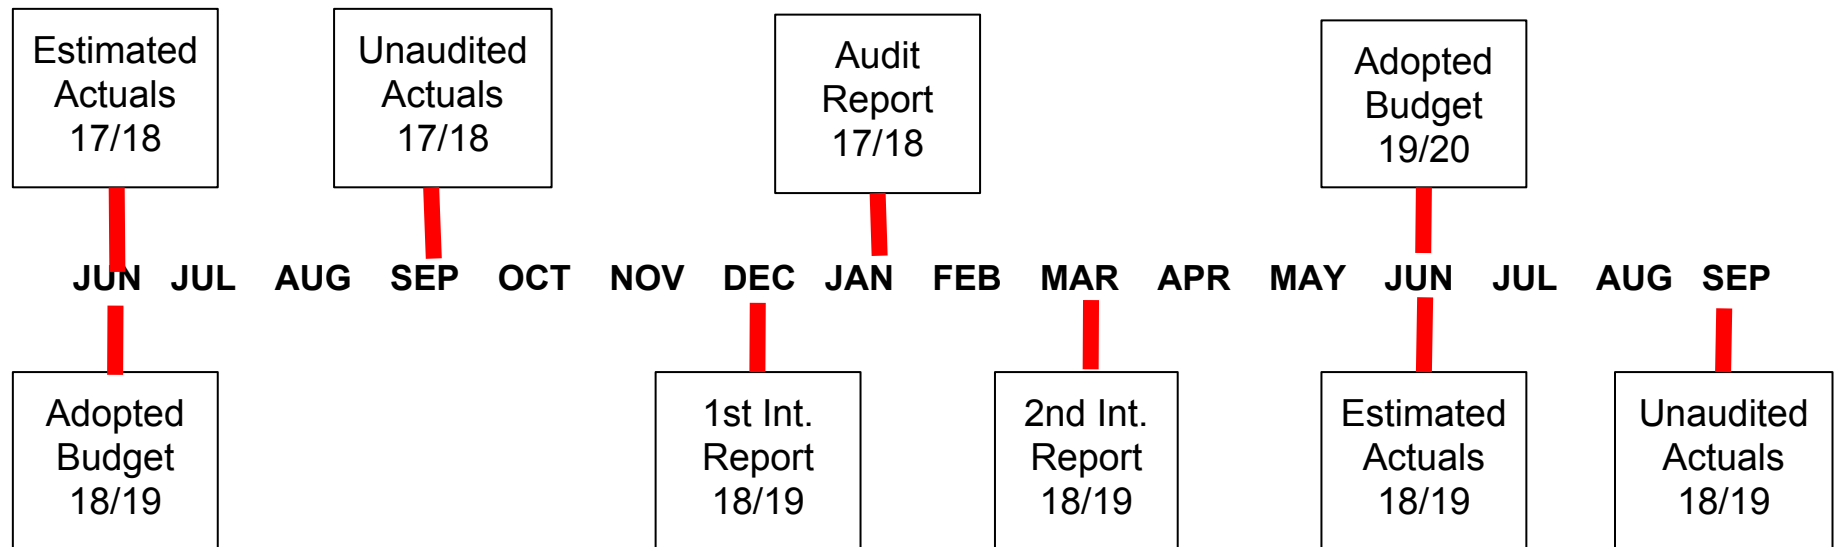 Estimated
Actuals
17/18
Unaudited
Actuals
17/18
Audit
Report
17/18
Adopted
Budget
19/20
JUN JUL AUG SEP OCT NOV DEC JAN FEB MAR APR MAY JUN JUL AUG SEP
Adopted
Budget
18/19
1st Int.
Report
18/19
2nd Int.
Report
18/19
Estimated
Actuals
18/19
Unaudited
Actuals
18/19